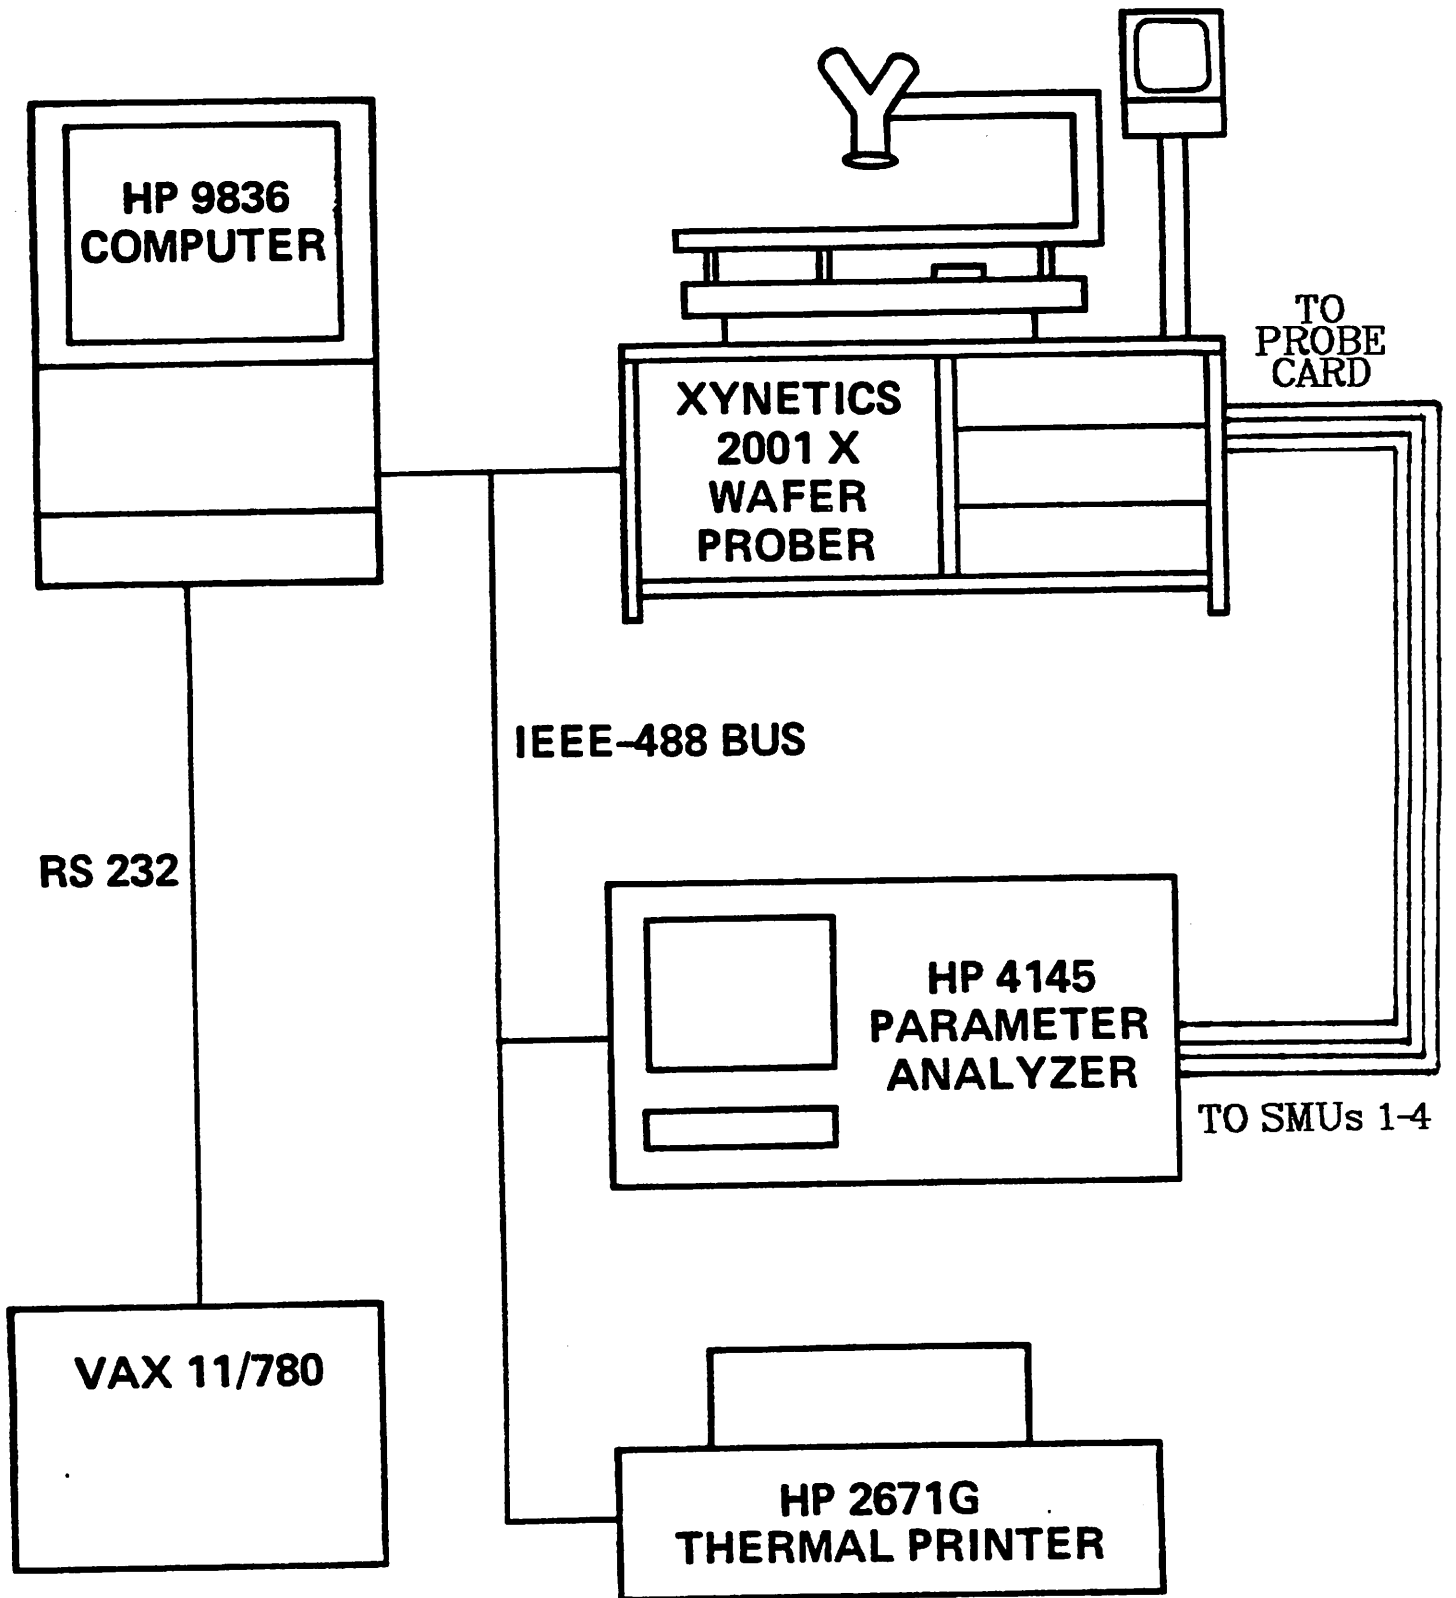 HP 9836
COMPUTER
TO
PROBE
CARD
XYNETICS
2001 X
WAFER
PROBER
IEEE-488 BUS
RS 232
HP 4145
PARAMETER
ANALYZER
TO SMUs 1-4
VAX 11/780
HP 2671G
THERMAL PRINTER